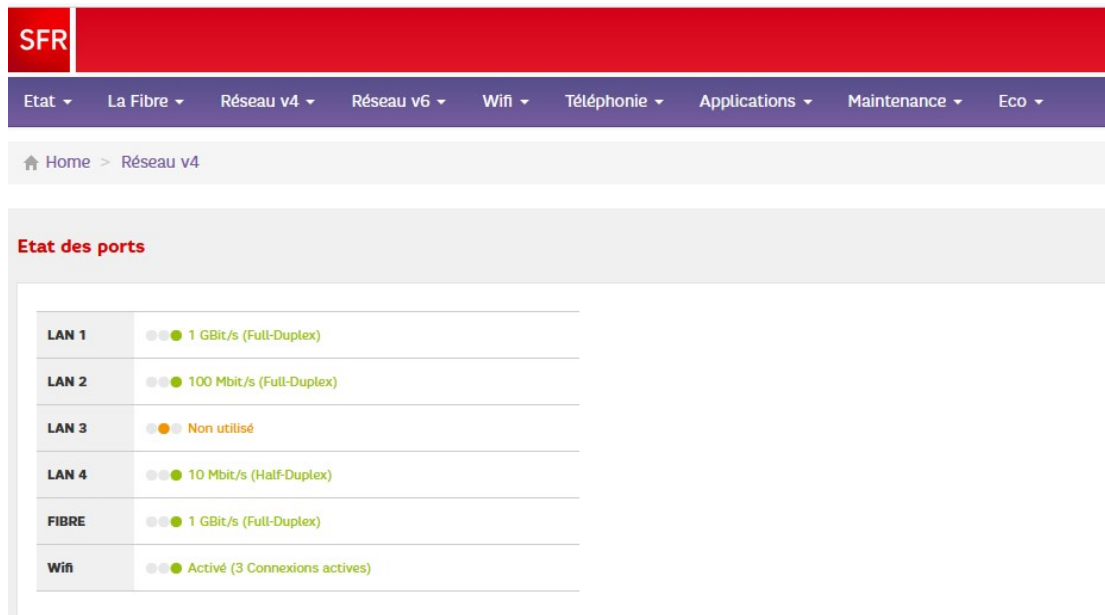 SFR
Etat La Fibre Réseau v4 Réseau v6 Wifi Téléphonie Applications Maintenance Eco
Home > Réseau v4
Etat des ports
LAN 1 1 GBit/s (Full-Duplex)
LAN 2 100 Mbit/s (Full-Duplex)
LAN 3 Non utilisé
LAN 4 10 Mbit/s (Half-Duplex)
FIBRE 1 GBit/s (Full-Duplex)
Wifi Activé (3 Connexions actives)